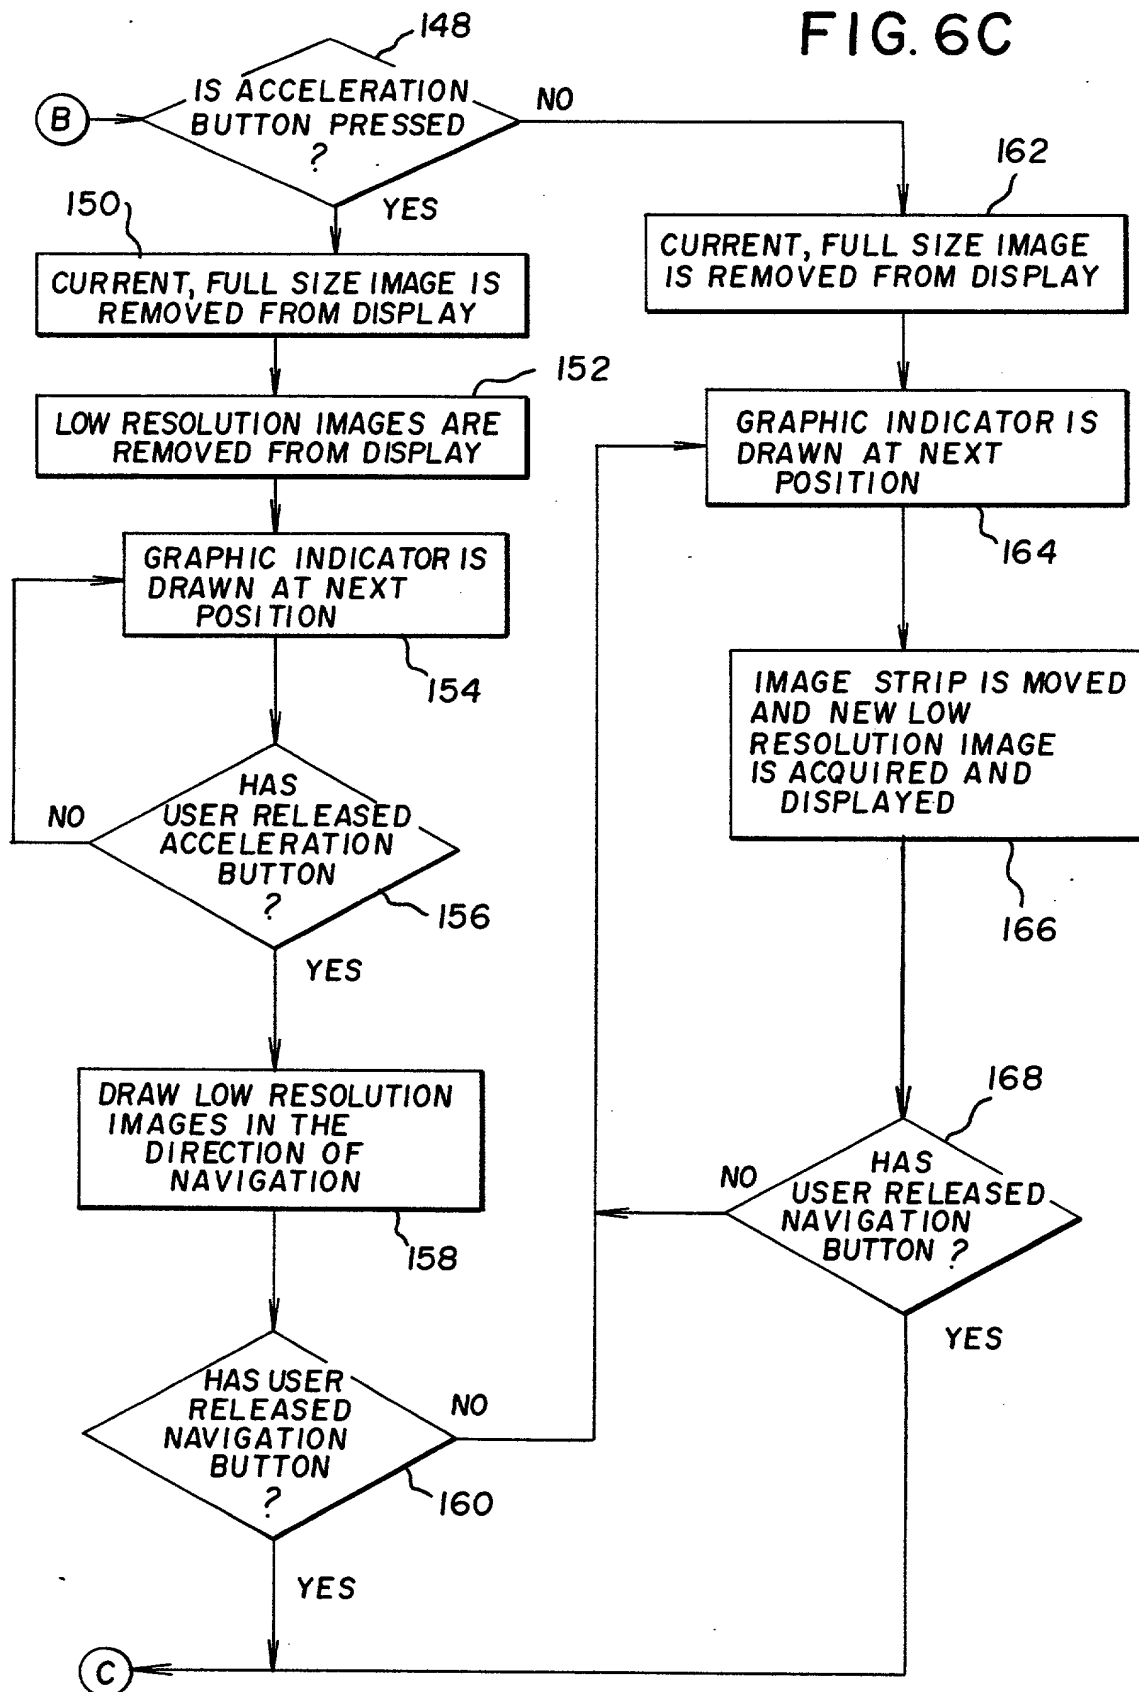 FIG. 6C
148
B
IS ACCELERATION
BUTTON PRESSED
?
NO
YES
150
CURRENT, FULL SIZE IMAGE IS
REMOVED FROM DISPLAY
152
LOW RESOLUTION IMAGES ARE
REMOVED FROM DISPLAY
GRAPHIC INDICATOR IS
DRAWN AT NEXT
POSITION
154
HAS
USER RELEASED
ACCELERATION
BUTTON
?
NO
156
YES
DRAW LOW RESOLUTION
IMAGES IN THE
DIRECTION OF
NAVIGATION
158
HAS USER
RELEASED
NAVIGATION
BUTTON
?
NO
160
YES
C
162
CURRENT, FULL SIZE IMAGE
IS REMOVED FROM DISPLAY
GRAPHIC INDICATOR IS
DRAWN AT NEXT
POSITION
164
IMAGE STRIP IS MOVED
AND NEW LOW
RESOLUTION IMAGE
IS ACQUIRED AND
DISPLAYED
166
168
HAS
USER RELEASED
NAVIGATION
BUTTON ?
NO
YES